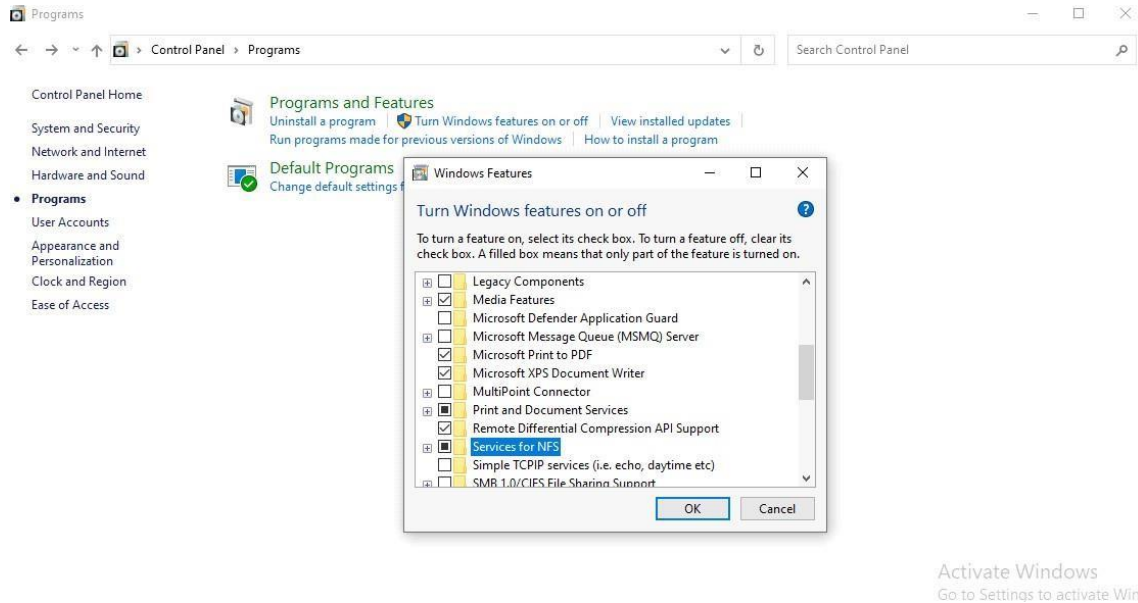 Programs
Control Panel > Programs
Search Control Panel
Control Panel Home
System and Security
Network and Internet
Hardware and Sound
Programs
User Accounts
Appearance and
Personalization
Clock and Region
Ease of Access
Programs and Features
Uninstall a program | Turn Windows features on or off | View installed updates
Run programs made for previous versions of Windows | How to install a program
Default Programs
Change default settings
Windows Features
Turn Windows features on or off
To turn a feature on, select its check box. To turn a feature off, clear its
check box. A filled box means that only part of the feature is turned on.
Legacy Components
Media Features
Microsoft Defender Application Guard
Microsoft Message Queue (MSMQ) Server
Microsoft Print to PDF
Microsoft XPS Document Writer
MultiPoint Connector
Print and Document Services
Remote Differential Compression API Support
Services for NFS
Simple TCPIP services (i.e. echo, daytime etc)
SMB 1.0/CIFS File Sharing Support
OK
Cancel
Activate Windows
Go to Settings to activate Win